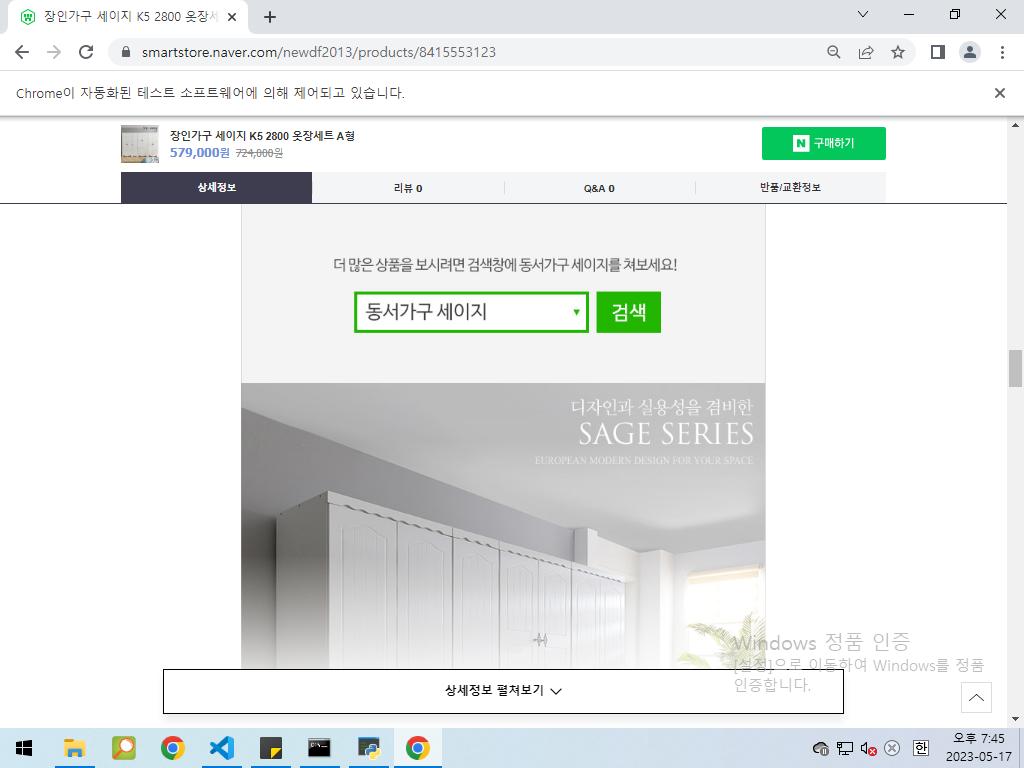 장인가구 세이지 K5 2800 옷장세
smartstore.naver.com/newdf2013/products/8415553123
Chrome이 자동화된 테스트 소프트웨어에 의해 제어되고 있습니다.
장인가구 세이지 K5 2800 옷장세트 A형
579,000원 724,000원
N 구매하기
상세정보 리뷰 0 Q&A 0 반품/교환정보
더 많은 상품을 보시려면 검색창에 동서가구 세이지를 쳐보세요!
동서가구 세이지 검색
디자인과 실용성을 겸비한
SAGE SERIES
EUROPEAN MODERN DESIGN FOR YOUR SPACE
Windows 정품 인증
[설정]으로 이동하여 Windows를 정품
인증합니다.
상세정보 펼쳐보기
한
오후 7:45
2023-05-17